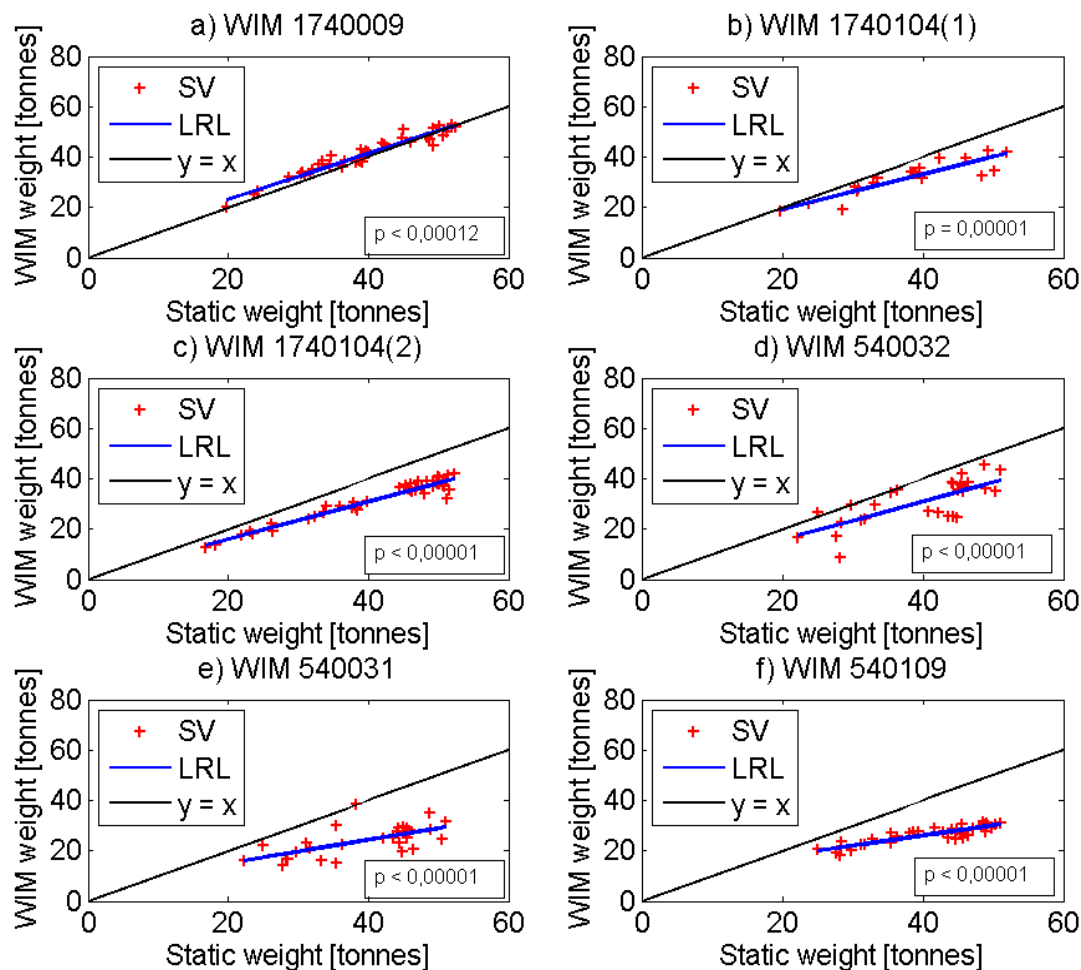 a) WIM 1740009
WIM weight [tonnes]
80
60
40
20
0
SV
LRL
y = x
p < 0,00012
0
20
40
60
Static weight [tonnes]
b) WIM 1740104(1)
WIM weight [tonnes]
80
60
40
20
0
SV
LRL
y = x
p = 0,00001
0
20
40
60
Static weight [tonnes]
c) WIM 1740104(2)
WIM weight [tonnes]
80
60
40
20
0
SV
LRL
y = x
p < 0,00001
0
20
40
60
Static weight [tonnes]
d) WIM 540032
WIM weight [tonnes]
80
60
40
20
0
SV
LRL
y = x
p < 0,00001
0
20
40
60
Static weight [tonnes]
e) WIM 540031
WIM weight [tonnes]
80
60
40
20
0
SV
LRL
y = x
p < 0,00001
0
20
40
60
Static weight [tonnes]
f) WIM 540109
WIM weight [tonnes]
80
60
40
20
0
SV
LRL
y = x
p < 0,00001
0
20
40
60
Static weight [tonnes]